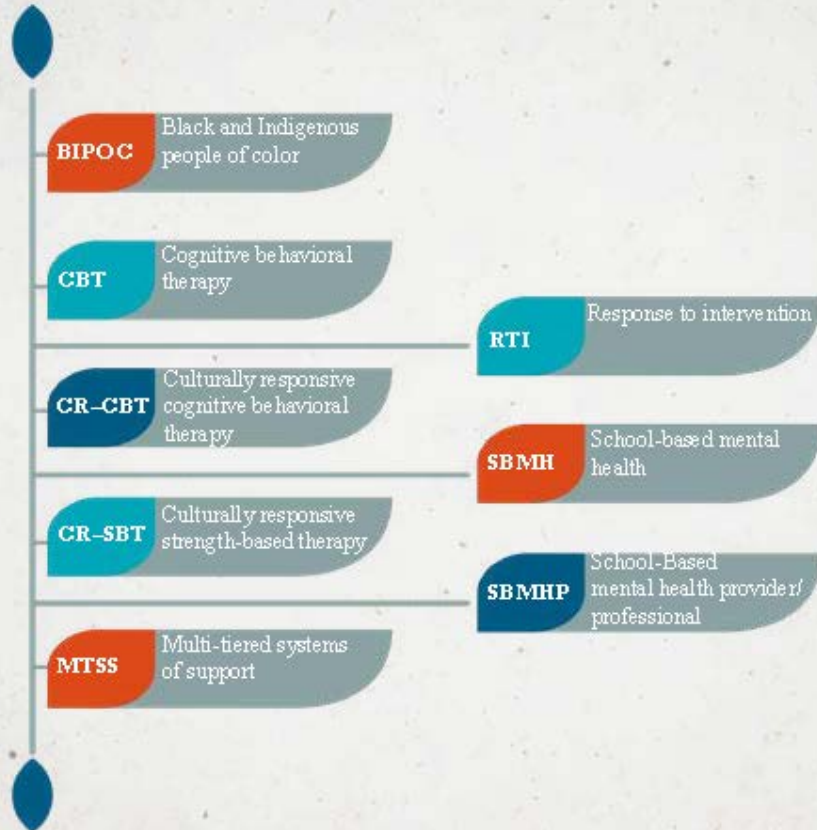 BIPOC
Black and Indigenous
people of color
CBT
Cognitive behavioral
therapy
CR–CBT
Culturally responsive
cognitive behavioral
therapy
CR–SBT
Culturally responsive
strength-based therapy
MTSS
Multi-tiered systems
of support
RTI
Response to intervention
SBMH
School-based mental
health
SBMHP
School-Based
mental health provider/
professional